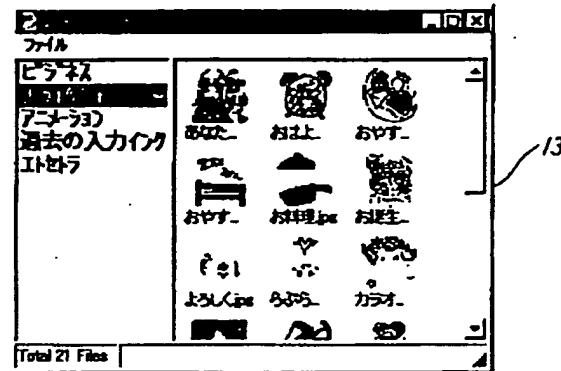 ファイル
ビジネス
アニメーション
過去の入力インク
エトセトラ
あなた_ おはよ_ おやす_
おやす_ お料理.jpg お誕生_
よろしく.jpg らぶら_ カラオ_
Total 21 Files
13